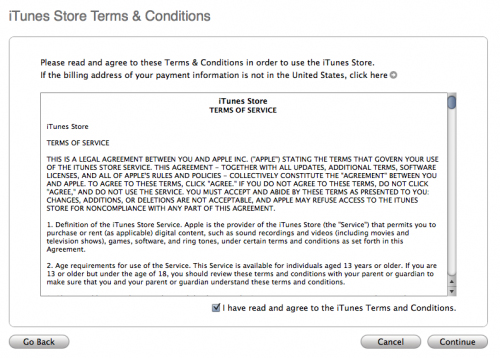 iTunes Store Terms & Conditions
Please read and agree to these Terms & Conditions in order to use the iTunes Store.
If the billing address of your payment information is not in the United States, click here
iTunes Store
TERMS OF SERVICE
iTunes Store
TERMS OF SERVICE
THIS IS A LEGAL AGREEMENT BETWEEN YOU AND APPLE INC. ("APPLE") STATING THE TERMS THAT GOVERN YOUR USE
OF THE ITUNES STORE SERVICE. THIS AGREEMENT - TOGETHER WITH ALL UPDATES, ADDITIONAL TERMS, SOFTWARE
LICENSES, AND ALL OF APPLE'S RULES AND POLICIES - COLLECTIVELY CONSTITUTE THE "AGREEMENT" BETWEEN YOU
AND APPLE. TO AGREE TO THESE TERMS, CLICK "AGREE." IF YOU DO NOT AGREE TO THESE TERMS, DO NOT CLICK
"AGREE," AND DO NOT USE THE SERVICE. YOU MUST ACCEPT AND ABIDE BY THESE TERMS AS PRESENTED TO YOU:
CHANGES, ADDITIONS, OR DELETIONS ARE NOT ACCEPTABLE, AND APPLE MAY REFUSE ACCESS TO THE ITUNES
STORE FOR NONCOMPLIANCE WITH ANY PART OF THIS AGREEMENT.
1. Definition of the iTunes Store Service. Apple is the provider of the iTunes Store (the "Service") that permits you to
purchase or rent (as applicable) digital content, such as sound recordings and videos (including movies and
television shows), games, software, and ring tones, under certain terms and conditions as set forth in this
Agreement.
2. Age requirements for use of the Service. This Service is available for individuals aged 13 years or older. If you are
13 or older but under the age of 18, you should review these terms and conditions with your parent or guardian to
make sure that you and your parent or guardian understand these terms and conditions.
I have read and agree to the iTunes Terms and Conditions.
Go Back
Cancel
Continue